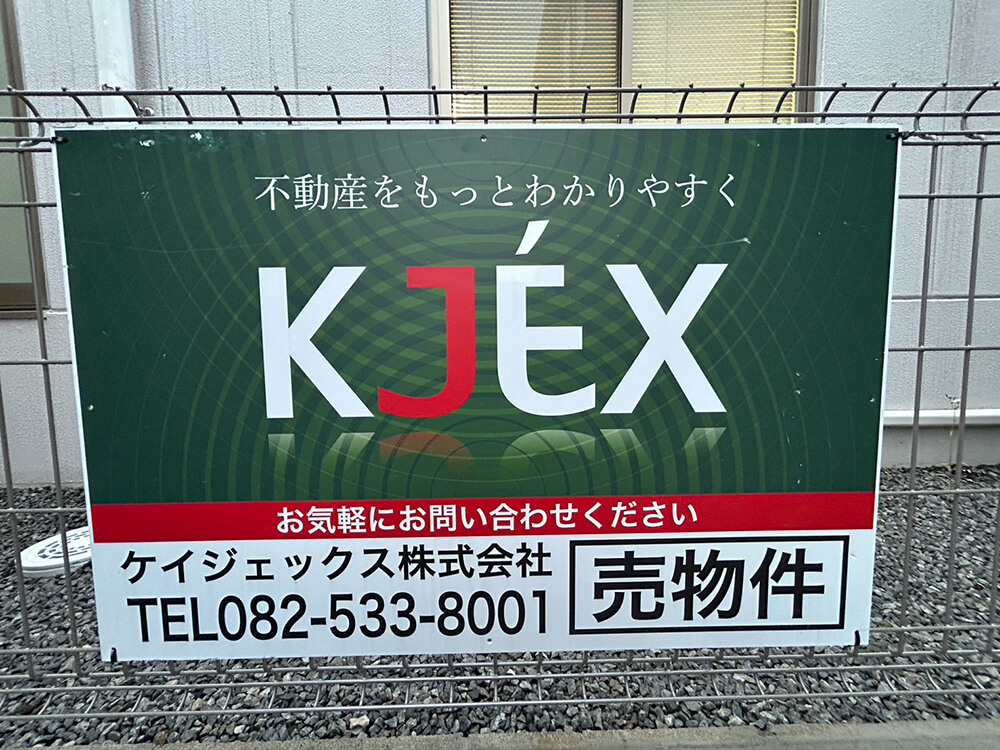 不動産をもっとわかりやすく
KJÉX
お気軽にお問い合わせください
ケイジェックス株式会社
TEL082-533-8001
売物件